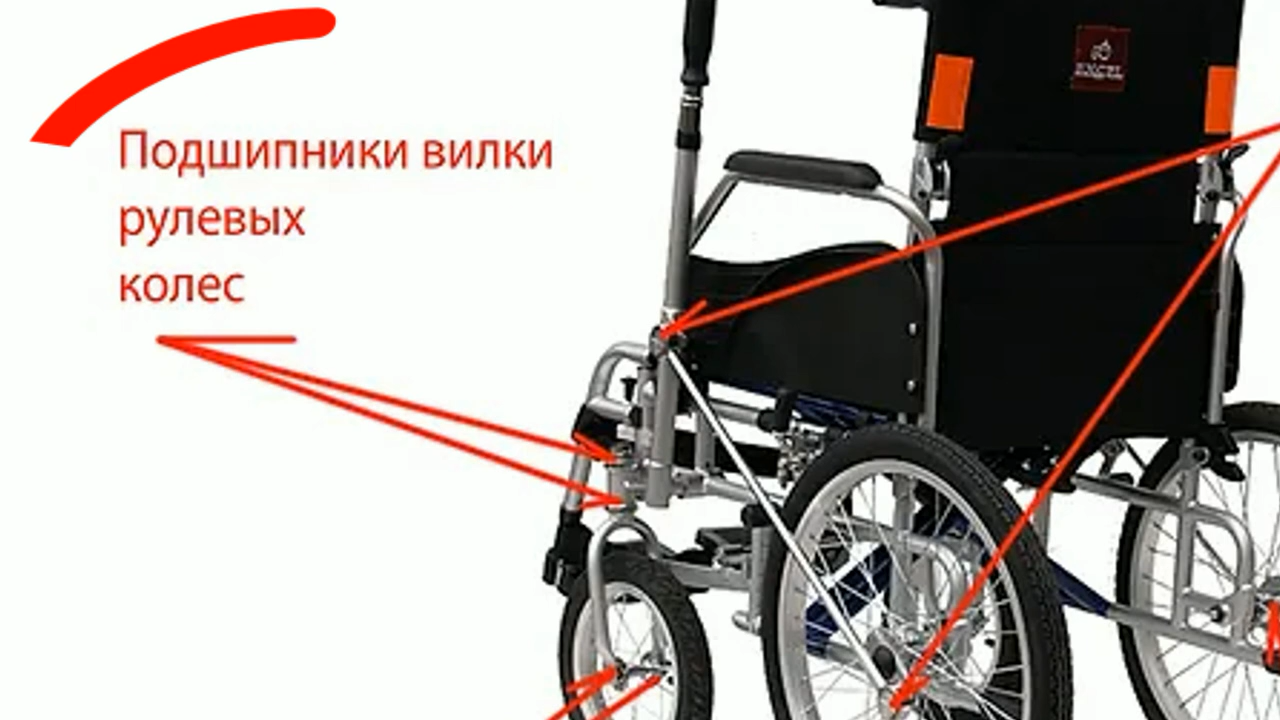 Подшипники вилки
рулевых
колес